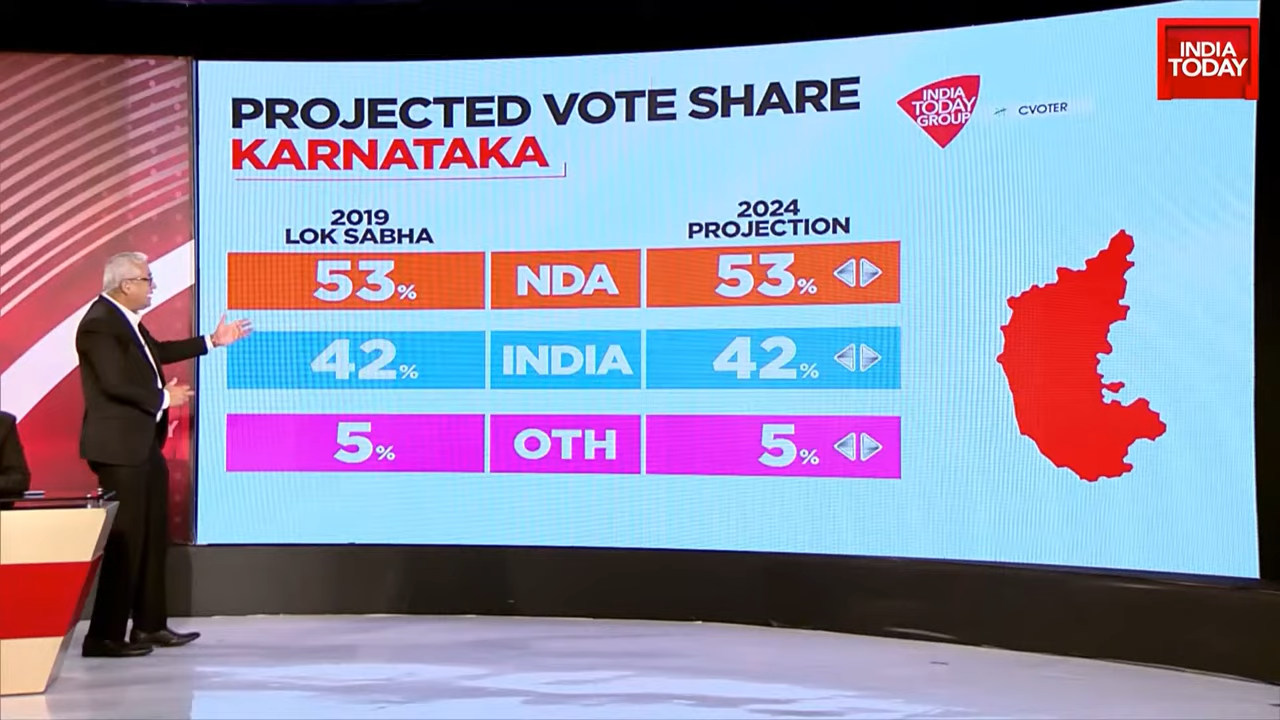 INDIA
TODAY
PROJECTED VOTE SHARE
KARNATAKA
INDIA
TODAY
GROUP
CVOTER
2019
LOK SABHA
2024
PROJECTION
53% NDA 53%
42% INDIA 42%
5% OTH 5%